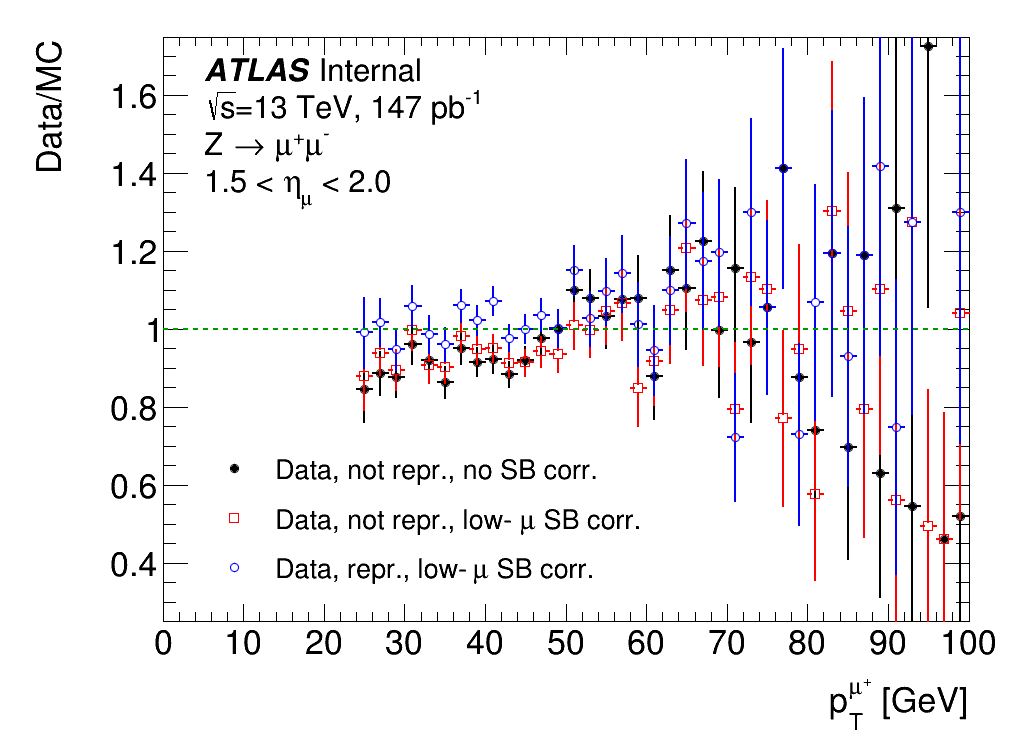 Data/MC
ATLAS Internal
√s=13 TeV, 147 pb⁻¹
Z → μ⁺μ⁻
1.5 < η_μ < 2.0
1.6
1.4
1.2
1
0.8
0.6
0.4
Data, not repr., no SB corr.
Data, not repr., low- μ SB corr.
Data, repr., low- μ SB corr.
0 10 20 30 40 50 60 70 80 90 100
p_T^μ⁺ [GeV]